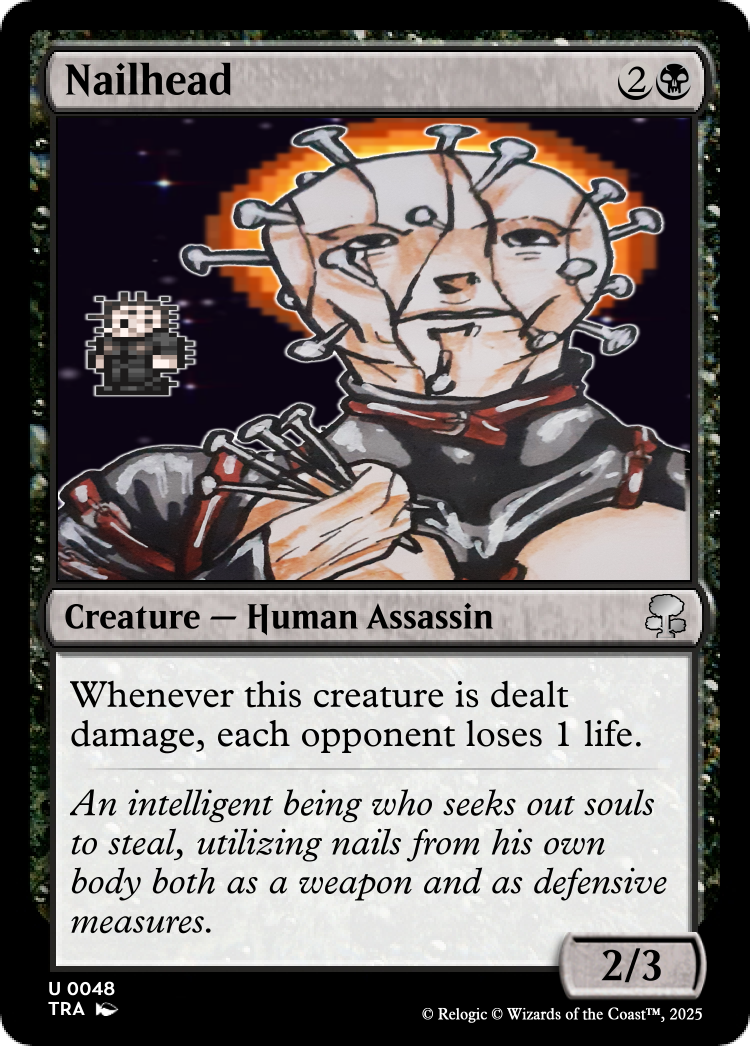 Nailhead
2
Creature — Human Assassin
Whenever this creature is dealt
damage, each opponent loses 1 life.
An intelligent being who seeks out souls
to steal, utilizing nails from his own
body both as a weapon and as defensive
measures.
2/3
U 0048
TRA
© Relogic © Wizards of the Coast™, 2025